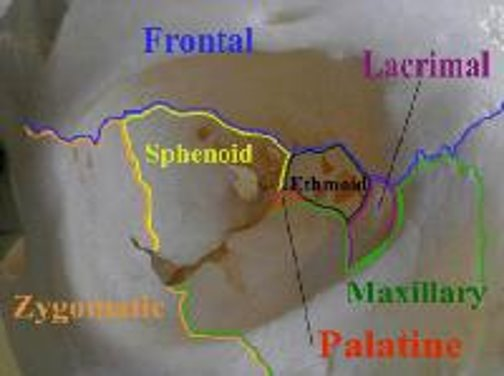 Frontal
Lacrimal
Sphenoid
Ethmoid
Zygomatic
Maxillary
Palatine